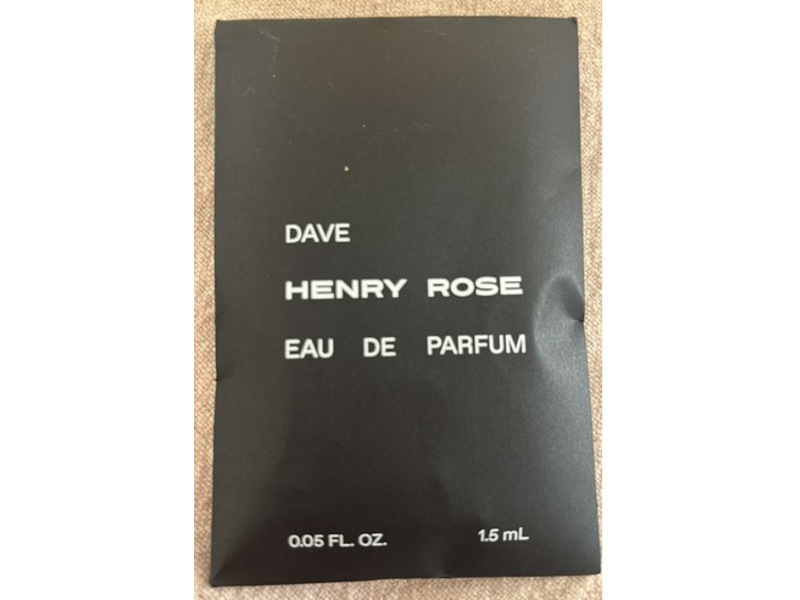 DAVE
HENRY ROSE
EAU DE PARFUM
0.05 FL. OZ. 1.5 mL